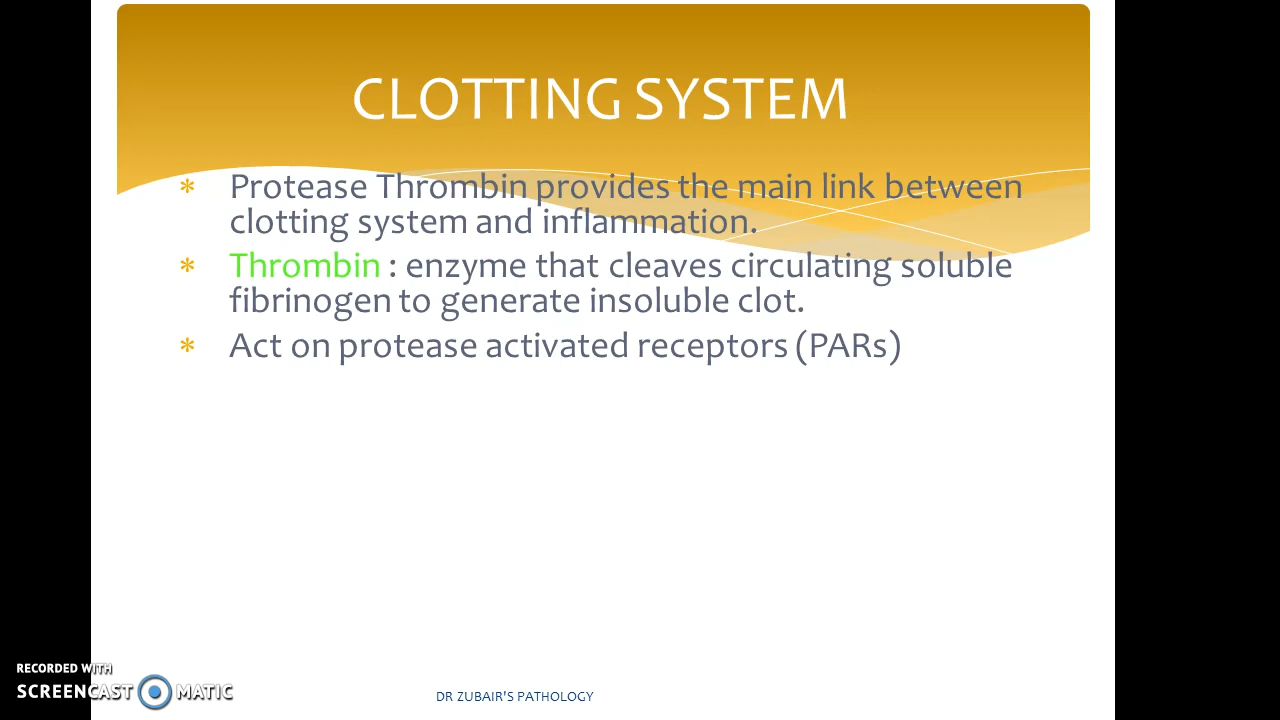 CLOTTING SYSTEM
* Protease Thrombin provides the main link between
clotting system and inflammation.
* Thrombin : enzyme that cleaves circulating soluble
fibrinogen to generate insoluble clot.
* Act on protease activated receptors (PARs)
RECORDED WITH
SCREENCAST MATIC
DR ZUBAIR'S PATHOLOGY